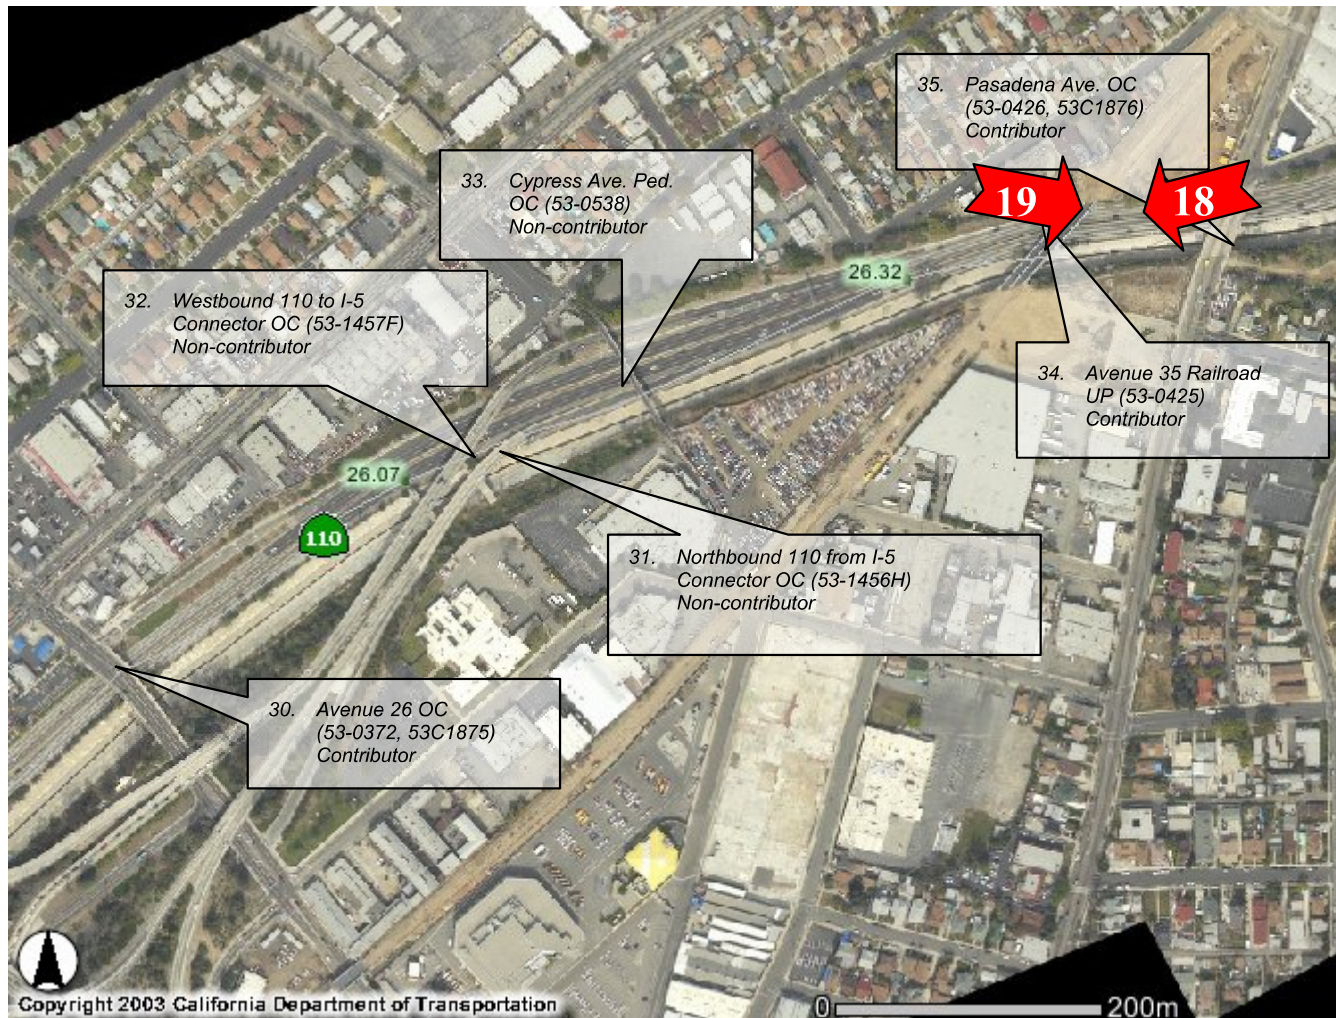 35. Pasadena Ave. OC
(53-0426, 53C1876)
Contributor
33. Cypress Ave. Ped.
OC (53-0538)
Non-contributor
19
18
32. Westbound 110 to I-5
Connector OC (53-1457F)
Non-contributor
26.32
34. Avenue 35 Railroad
UP (53-0425)
Contributor
26.07
110
31. Northbound 110 from I-5
Connector OC (53-1456H)
Non-contributor
30. Avenue 26 OC
(53-0372, 53C1875)
Contributor
Copyright 2003 California Department of Transportation
0 200m